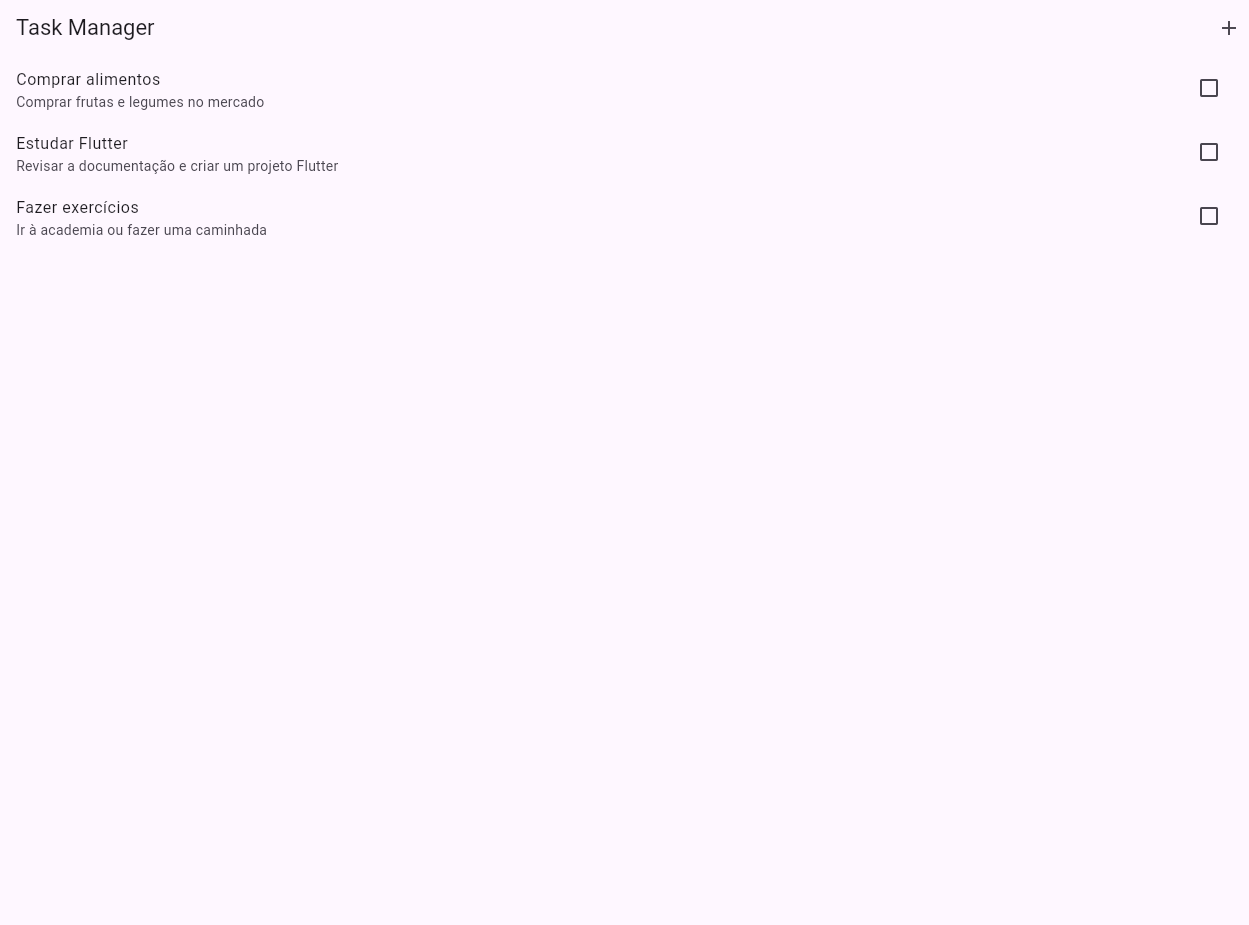 Task Manager
Comprar alimentos
Comprar frutas e legumes no mercado
Estudar Flutter
Revisar a documentação e criar um projeto Flutter
Fazer exercícios
Ir à academia ou fazer uma caminhada